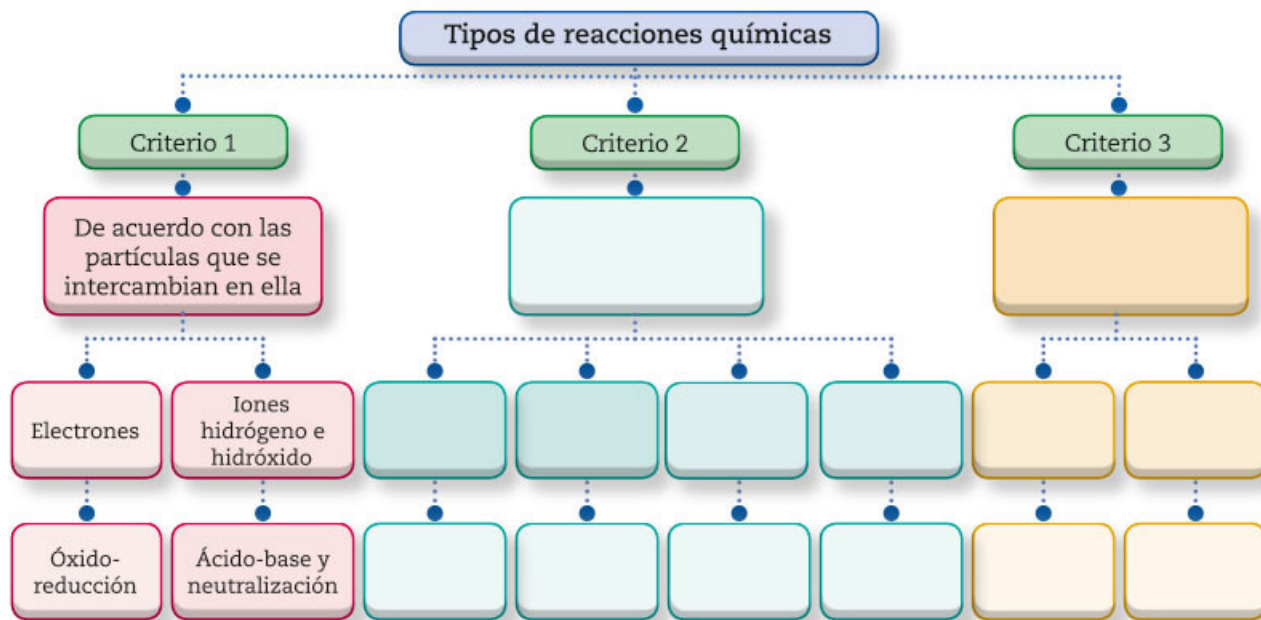 Tipos de reacciones químicas
Criterio 1
Criterio 2
Criterio 3
De acuerdo con las
partículas que se
intercambian en ella
Electrones
Iones
hidrógeno e
hidróxido
Óxido-
reducción
Ácido-base y
neutralización